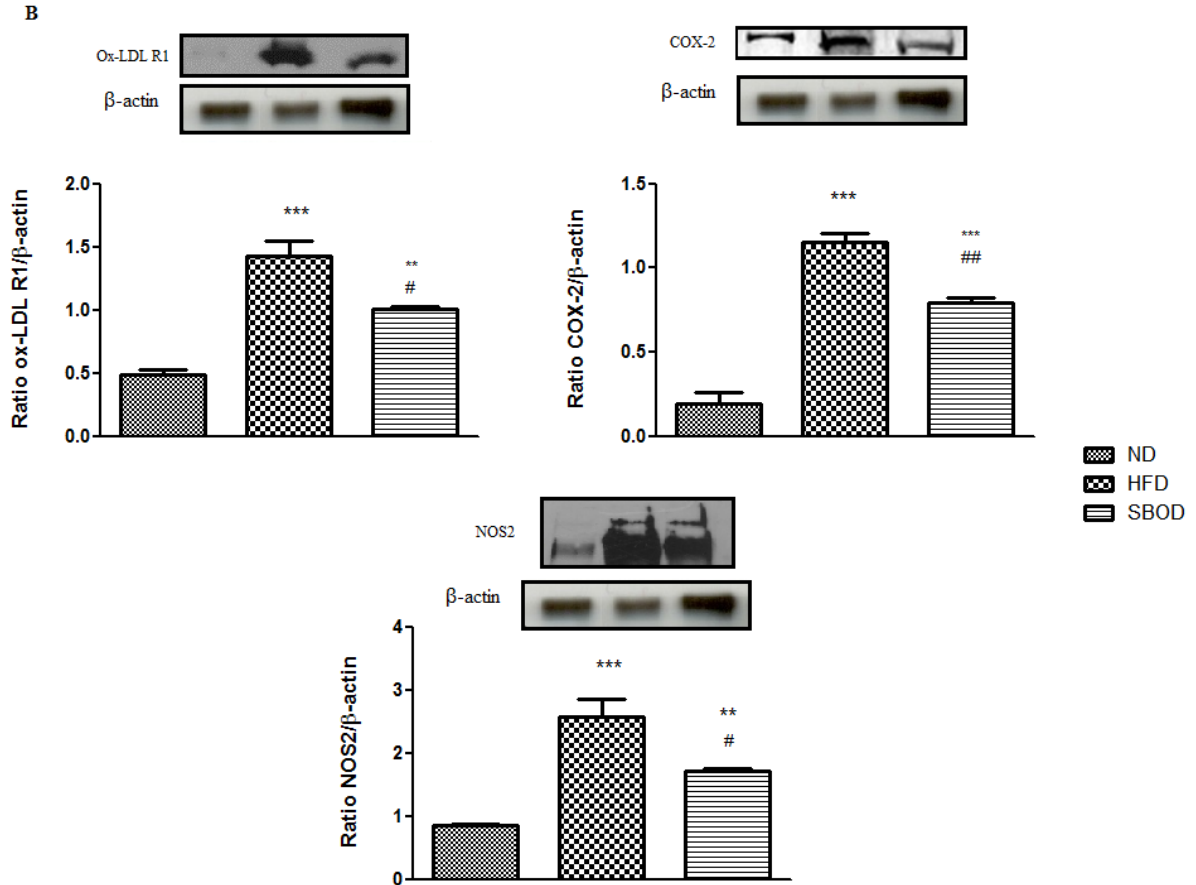 B
Ox-LDL R1
β-actin
Ratio ox-LDL R1/β-actin
2.0
1.5
1.0
0.5
0.0
***
**
#
COX-2
β-actin
Ratio COX-2/β-actin
1.5
1.0
0.5
0.0
***
***
##
ND
HFD
SBOD
NOS2
β-actin
Ratio NOS2/β-actin
4
3
2
1
0
***
**
#